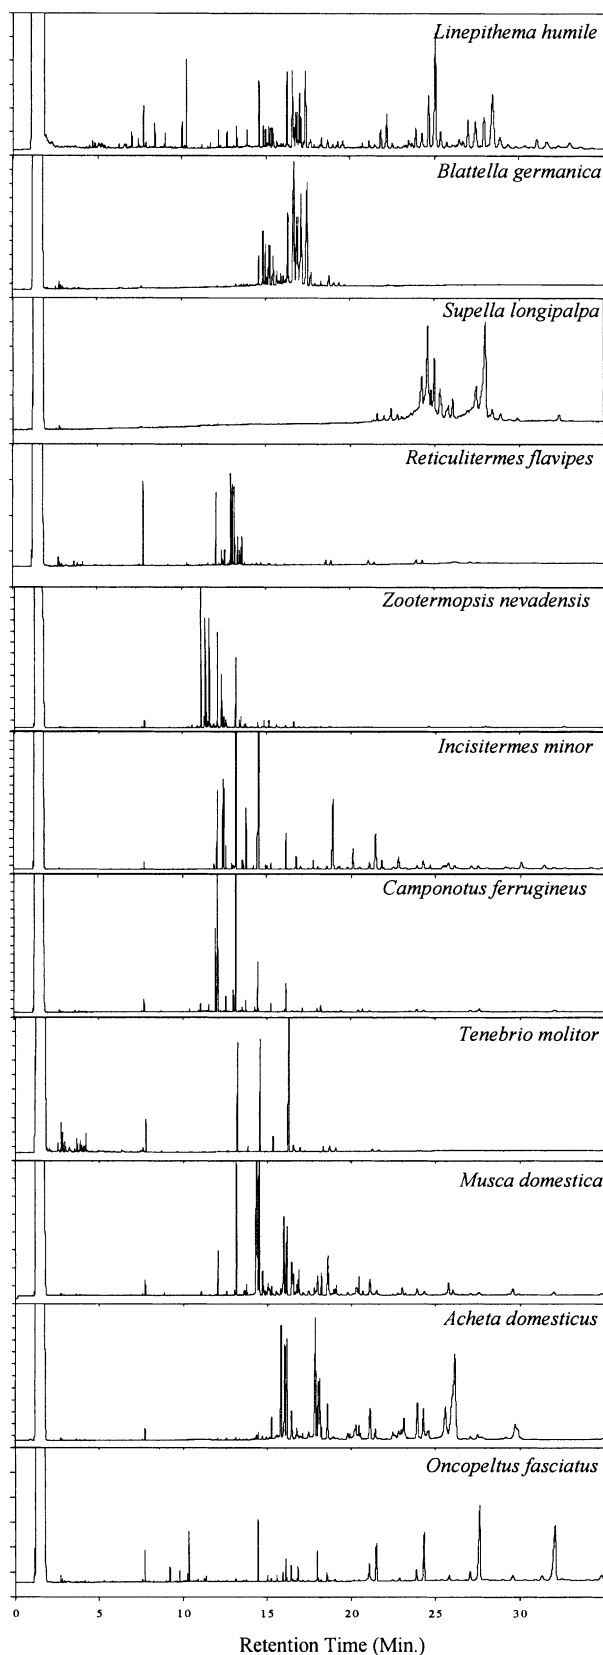 Linepithema humile
Blattella germanica
Supella longipalpa
Reticulitermes flavipes
Zootermopsis nevadensis
Incisitermes minor
Camponotus ferrugineus
Tenebrio molitor
Musca domestica
Acheta domesticus
Oncopeltus fasciatus
0 5 10 15 20 25 30
Retention Time (Min.)